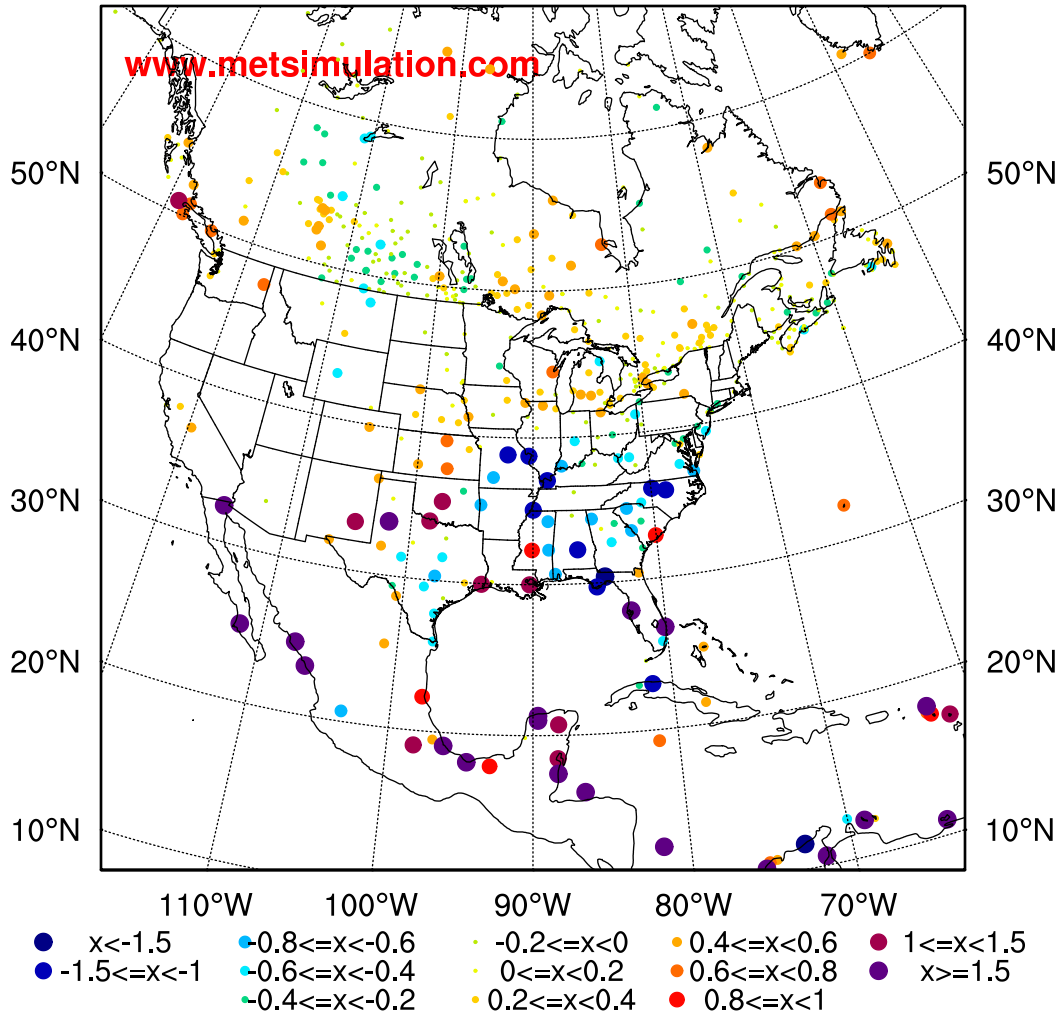 www.metsimulation.com
50°N 50°N
40°N 40°N
30°N 30°N
20°N 20°N
10°N 10°N
110°W 100°W 90°W 80°W 70°W
x<-1.5 -0.8<=x<-0.6 -0.2<=x<0 0.4<=x<0.6 1<=x<1.5
-1.5<=x<-1 -0.6<=x<-0.4 0<=x<0.2 0.6<=x<0.8 x>=1.5
-0.4<=x<-0.2 0.2<=x<0.4 0.8<=x<1